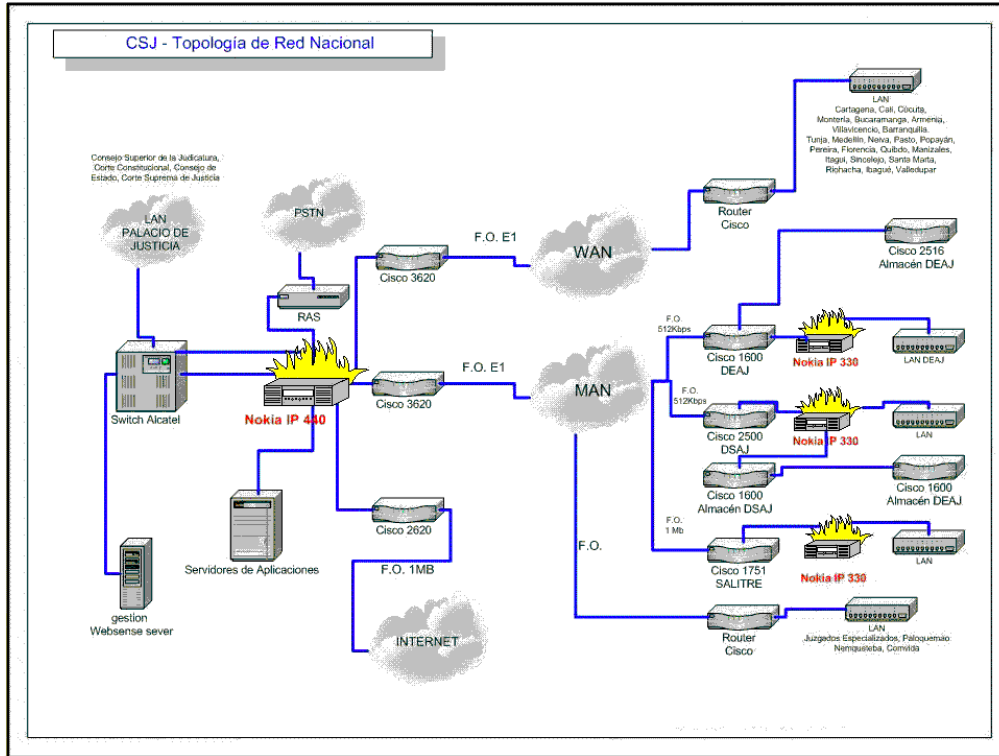 CSJ - Topología de Red Nacional
LAN
Cartagena, Cali, Cúcuta,
Montería, Bucaramanga, Armenia,
Villavicencio, Barranquilla.
Tunja, Medellín, Neiva, Pasto, Popayán,
Pereira, Florencia, Quibdo, Manizales,
Itagui, Sincelejo, Santa Marta,
Riohacha, Ibagué, Valledupar
Consejo Superior de la Judicatura,
Corte Constitucional, Consejo de
Estado, Corte Suprema de Justicia
LAN
PALACIO DE
JUSTICIA
PSTN
RAS
Cisco 3620
F.O. E1
WAN
Router
Cisco
Cisco 2516
Almacén DEAJ
F.O.
512Kbps
Cisco 1600
DEAJ
Nokia IP 330
LAN DEAJ
Switch Alcatel
Nokia IP 440
Cisco 3620
F.O. E1
MAN
F.O.
512Kbps
Cisco 2500
DSAJ
Nokia IP 330
LAN
Cisco 1600
Almacén DSAJ
Cisco 1600
Almacén DEAJ
Servidores de Aplicaciones
Cisco 2620
F.O. 1MB
F.O.
F.O.
1 Mb
Cisco 1751
SALITRE
Nokia IP 330
LAN
gestion
Websense sever
INTERNET
Router
Cisco
LAN
Juzgados Especializados, Paloquemao
Nemqueteba, Convida